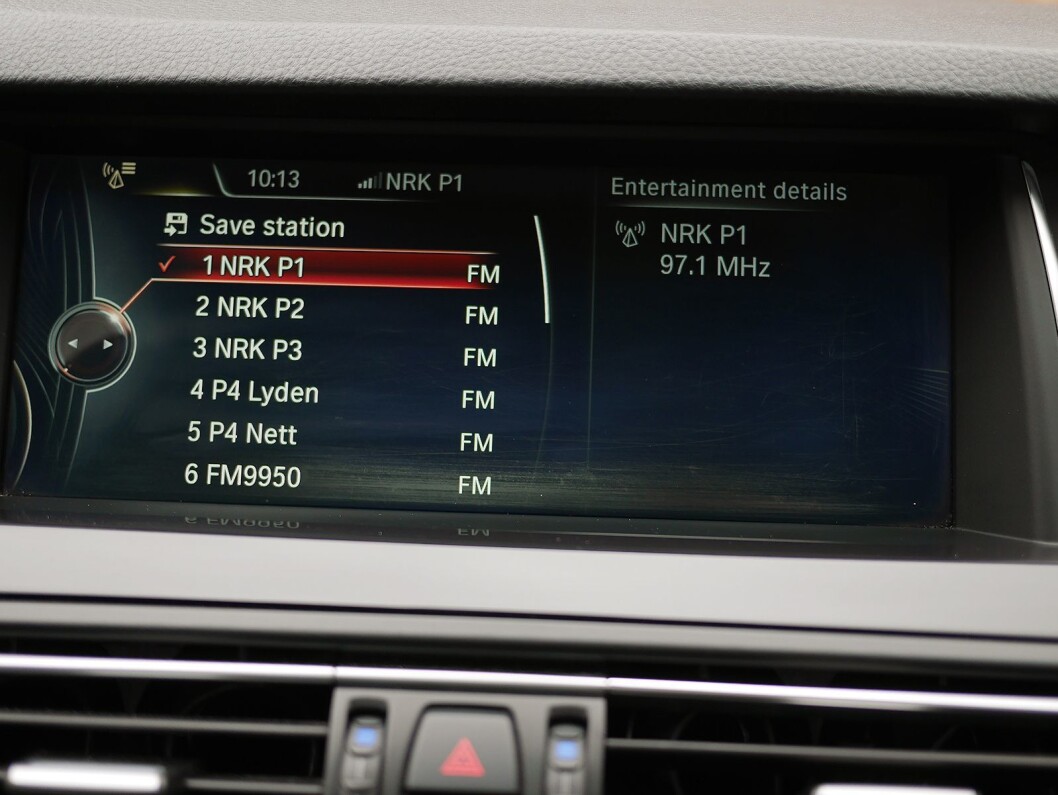 10:13 NRK P1
Save station
1 NRK P1 FM
2 NRK P2 FM
3 NRK P3 FM
4 P4 Lyden FM
5 P4 Nett FM
6 FM9950 FM
Entertainment details
NRK P1
97.1 MHz